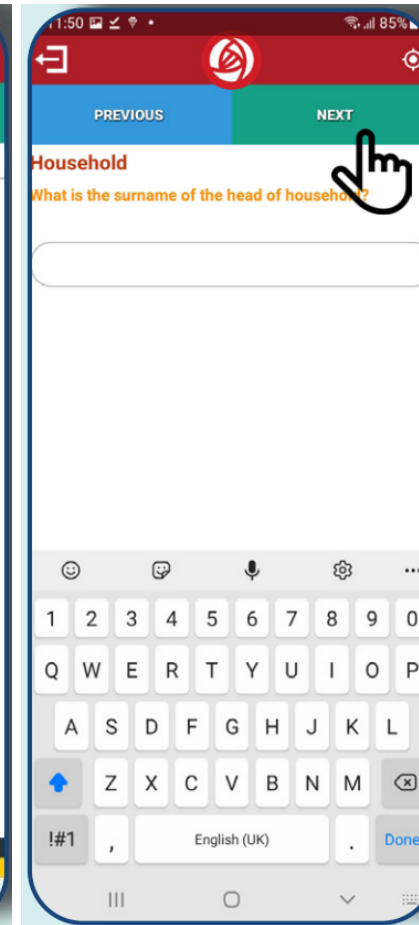 11:50 85%
PREVIOUS NEXT
Household
What is the surname of the head of household?
1 2 3 4 5 6 7 8 9 0
Q W E R T Y U I O P
A S D F G H J K L
Z X C V B N M
!#1 , English (UK) . Done